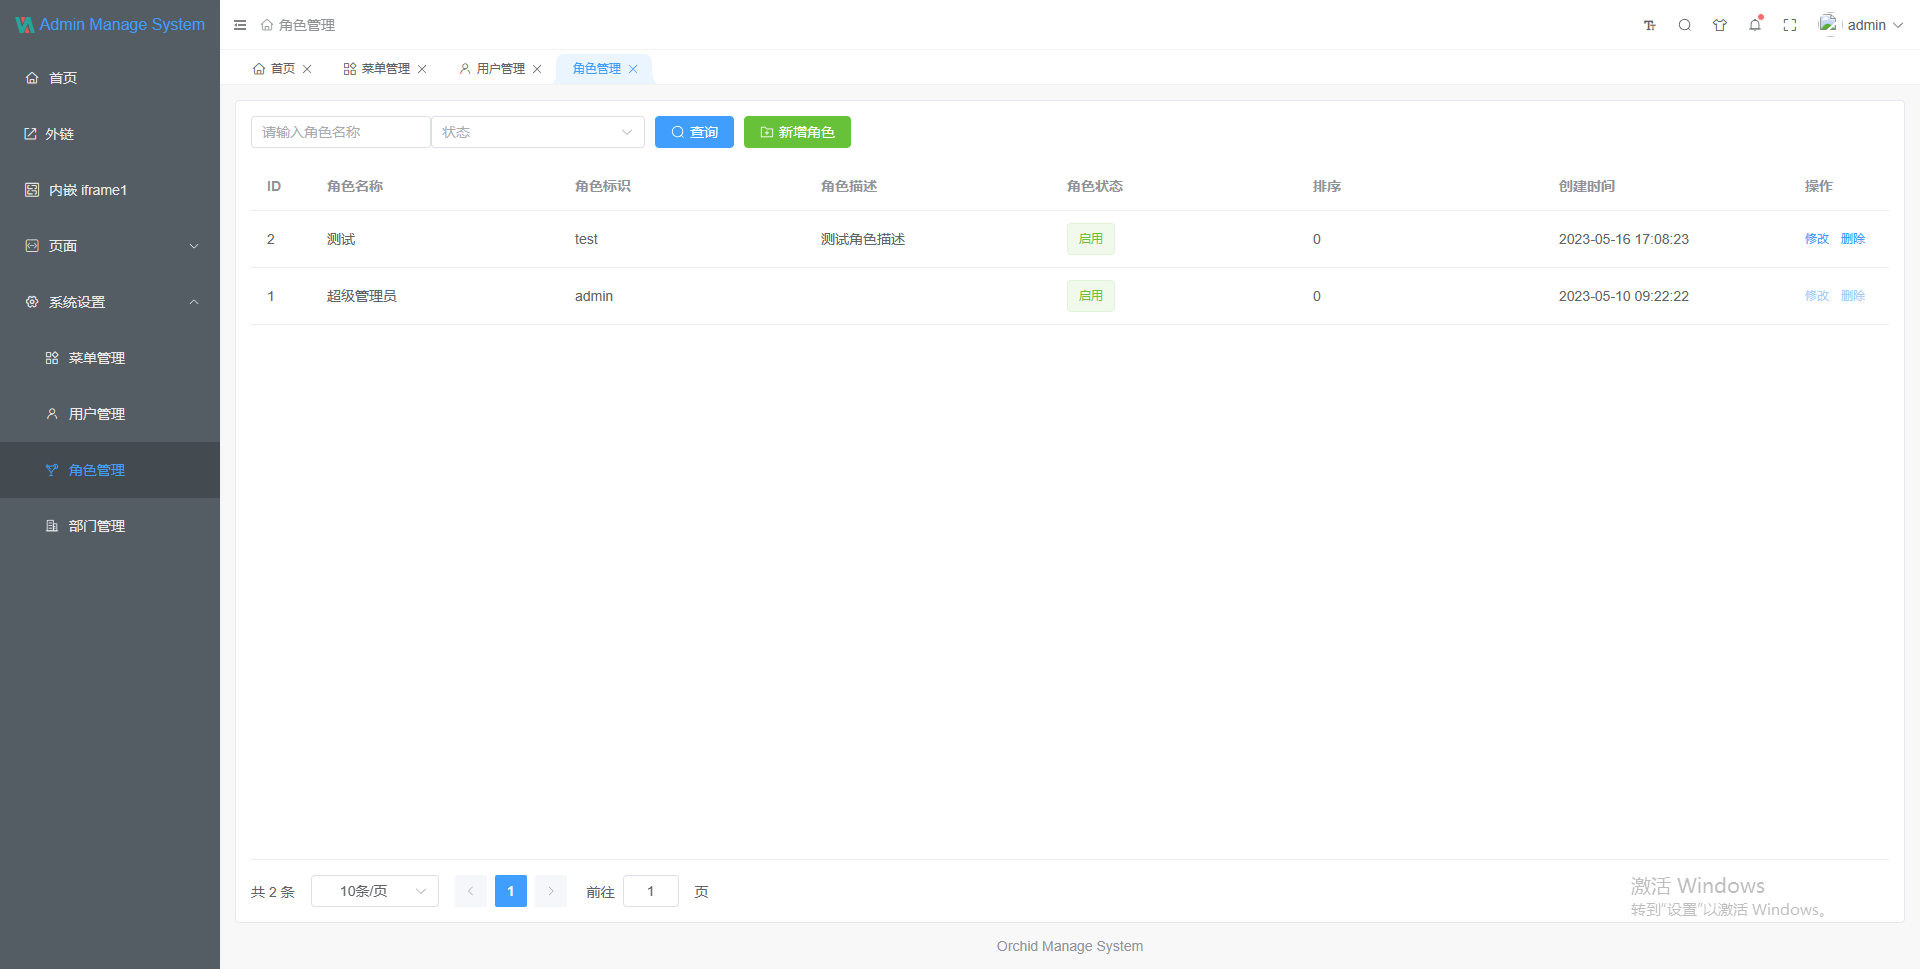 Admin Manage System
首页
外链
内嵌 iframe1
页面
系统设置
菜单管理
用户管理
角色管理
部门管理
角色管理
admin
首页 菜单管理 用户管理 角色管理
请输入角色名称 状态 查询 新增角色
ID 角色名称 角色标识 角色描述 角色状态 排序 创建时间 操作
2 测试 test 测试角色描述 启用 0 2023-05-16 17:08:23 修改 删除
1 超级管理员 admin 启用 0 2023-05-10 09:22:22 修改 删除
共 2 条 10条/页 1 前往 1 页
激活 Windows
转到“设置”以激活 Windows。
Orchid Manage System